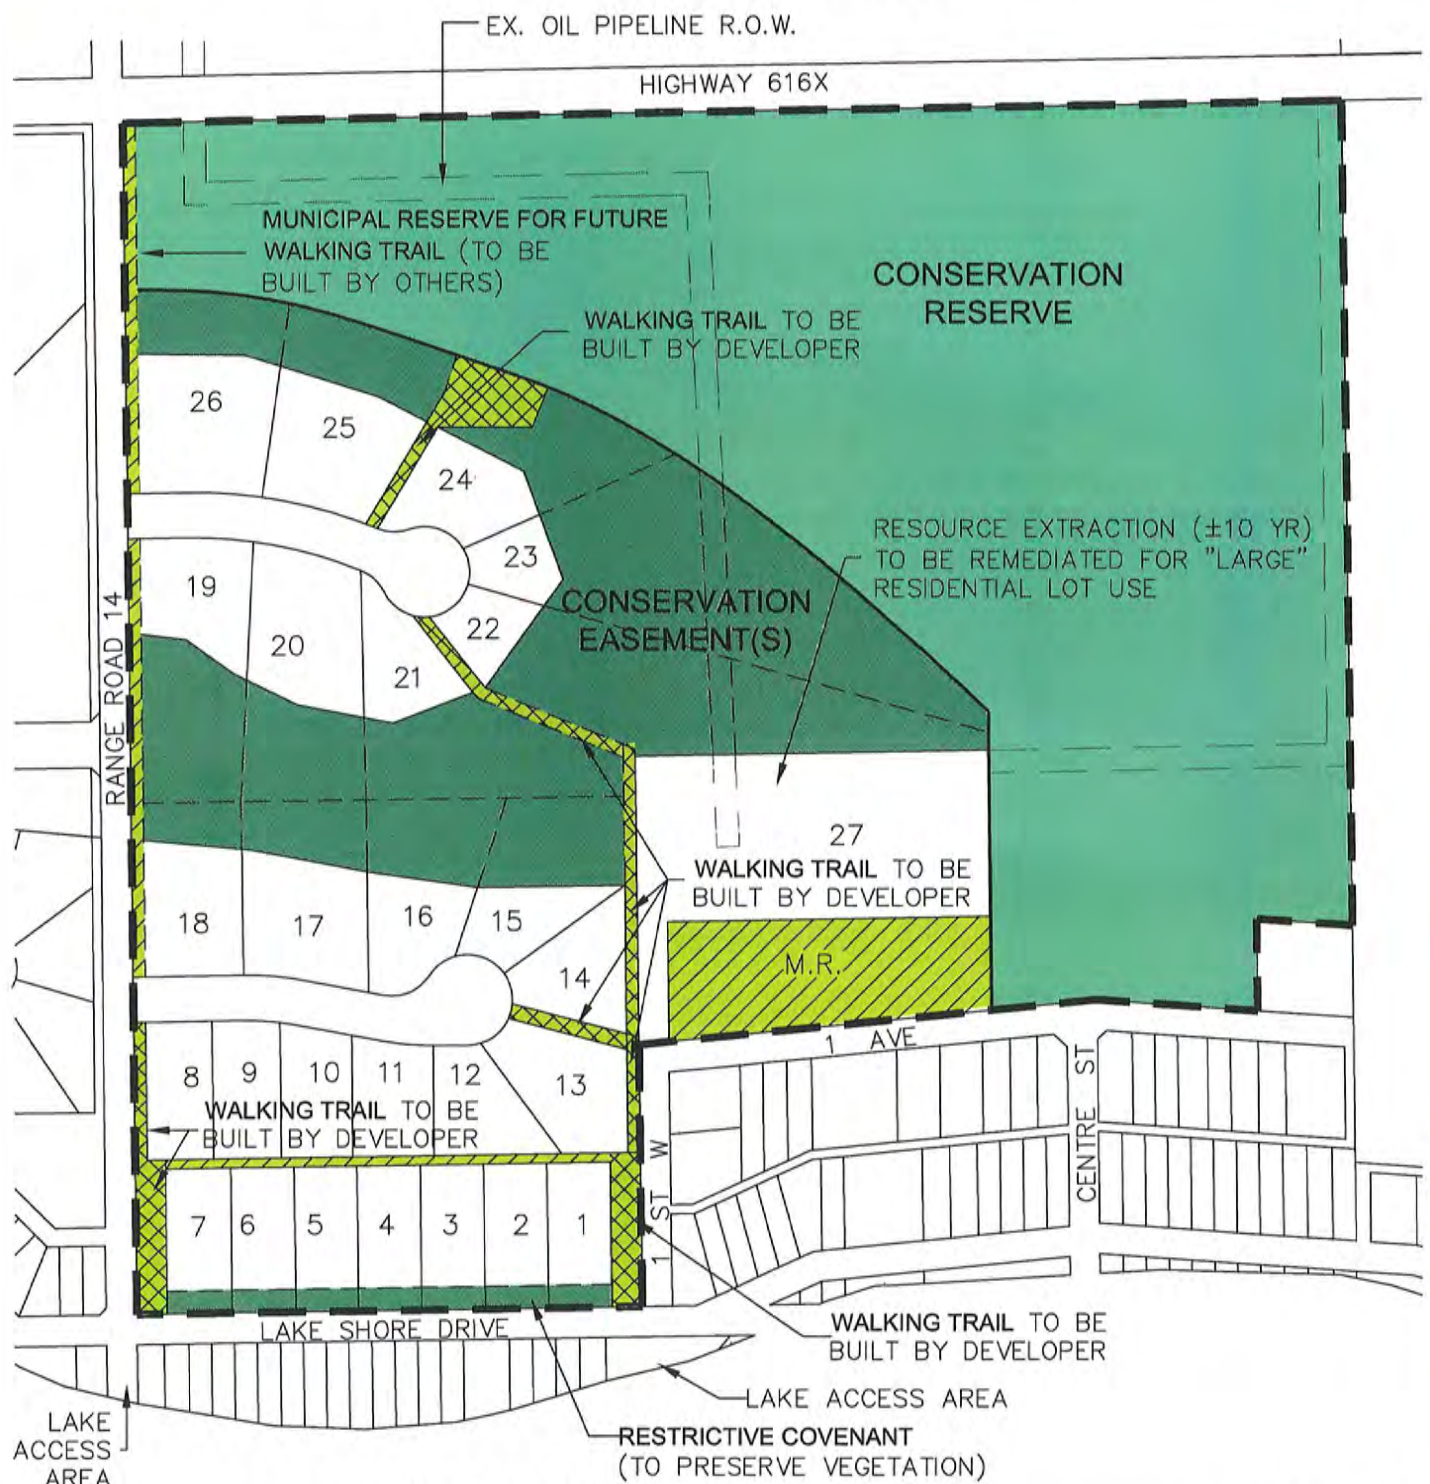 EX. OIL PIPELINE R.O.W.
HIGHWAY 616X
MUNICIPAL RESERVE FOR FUTURE
WALKING TRAIL (TO BE
BUILT BY OTHERS)
CONSERVATION
RESERVE
WALKING TRAIL TO BE
BUILT BY DEVELOPER
26
25
24
23
22
RESOURCE EXTRACTION (±10 YR)
TO BE REMEDIATED FOR "LARGE"
RESIDENTIAL LOT USE
CONSERVATION
EASEMENT(S)
19
20
21
RANGE ROAD 14
27
WALKING TRAIL TO BE
BUILT BY DEVELOPER
18
17
16
15
14
M.R.
1 AVE
8
9
10
11
12
13
WALKING TRAIL TO BE
BUILT BY DEVELOPER
1 ST W
CENTRE ST
7
6
5
4
3
2
1
LAKE SHORE DRIVE
WALKING TRAIL TO BE
BUILT BY DEVELOPER
LAKE ACCESS AREA
LAKE
ACCESS
AREA
RESTRICTIVE COVENANT
(TO PRESERVE VEGETATION)